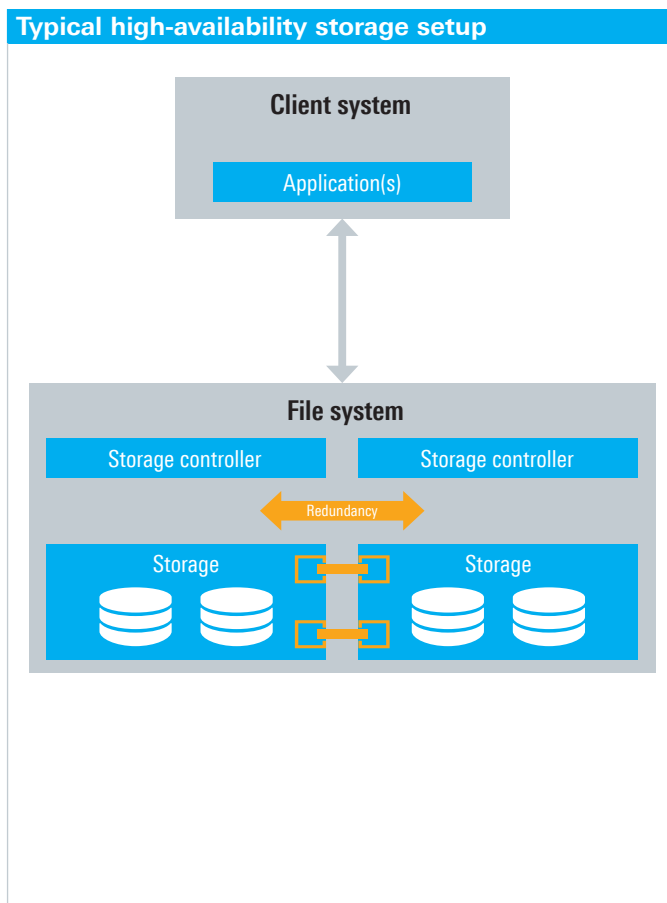 Typical high-availability storage setup
Client system
Application(s)
File system
Storage controller
Storage controller
Redundancy
Storage
Storage